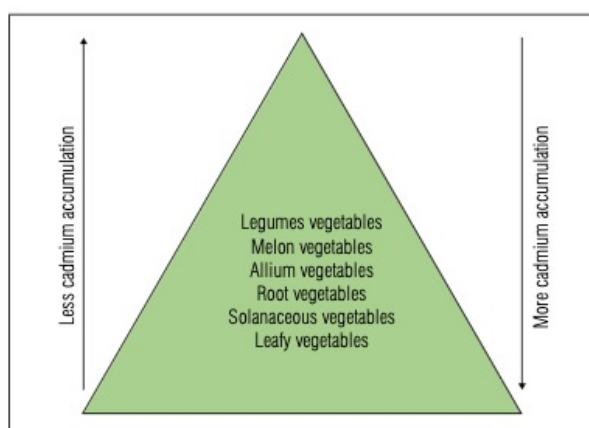 Less cadmium accumulation
Legumes vegetables
Melon vegetables
Allium vegetables
Root vegetables
Solanaceous vegetables
Leafy vegetables
More cadmium accumulation